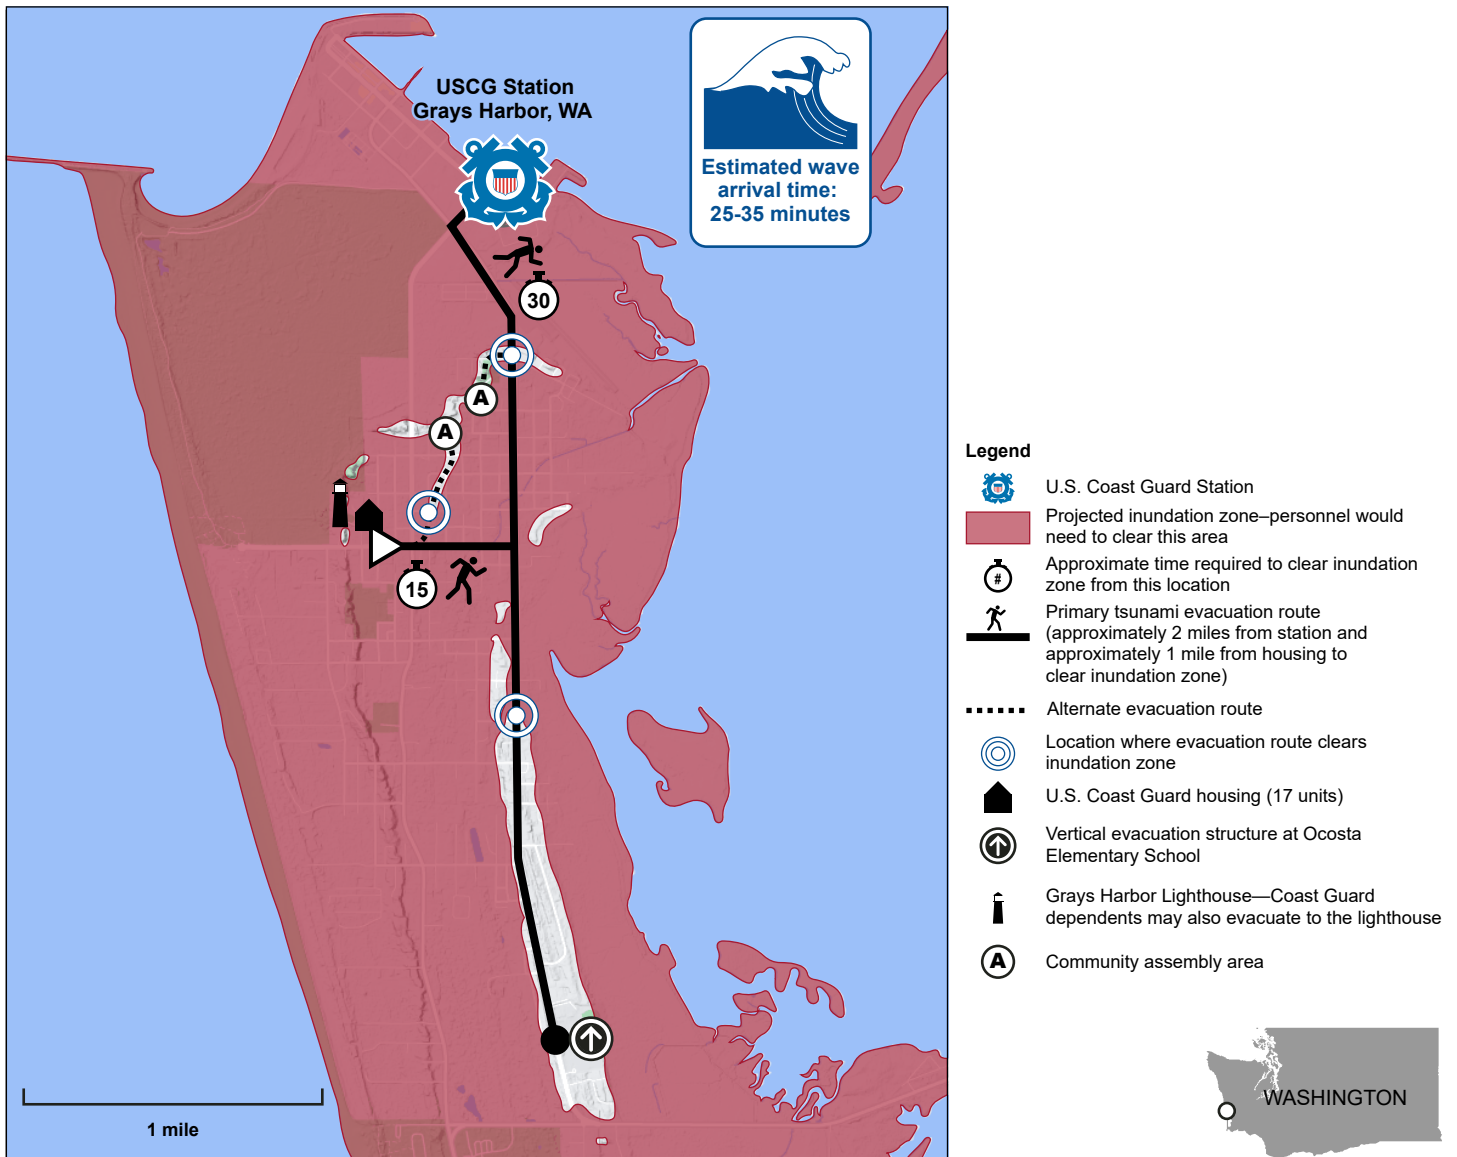 USCG Station
Grays Harbor, WA
Estimated wave
arrival time:
25-35 minutes
30
A
A
15
1 mile
Legend
U.S. Coast Guard Station
Projected inundation zone–personnel would
need to clear this area
#
Approximate time required to clear inundation
zone from this location
Primary tsunami evacuation route
(approximately 2 miles from station and
approximately 1 mile from housing to
clear inundation zone)
Alternate evacuation route
Location where evacuation route clears
inundation zone
U.S. Coast Guard housing (17 units)
Vertical evacuation structure at Ocosta
Elementary School
Grays Harbor Lighthouse—Coast Guard
dependents may also evacuate to the lighthouse
A
Community assembly area
WASHINGTON